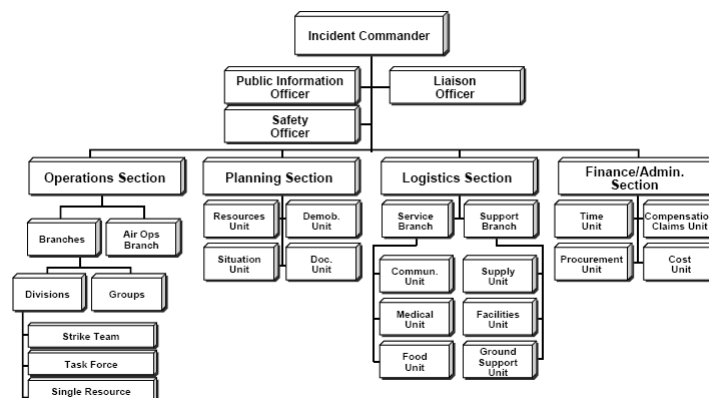 Incident Commander
Public Information
Officer
Liaison
Officer
Safety
Officer
Operations Section
Planning Section
Logistics Section
Finance/Admin.
Section
Branches
Air Ops
Branch
Resources
Unit
Demob.
Unit
Service
Branch
Support
Branch
Time
Unit
Compensation
Claims Unit
Situation
Unit
Doc.
Unit
Procurement
Unit
Cost
Unit
Divisions
Groups
Commun.
Unit
Supply
Unit
Strike Team
Medical
Unit
Facilities
Unit
Task Force
Food
Unit
Ground
Support
Unit
Single Resource